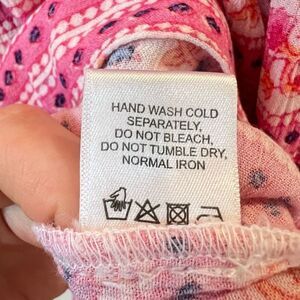 HAND WASH COLD
SEPARATELY,
DO NOT BLEACH,
DO NOT TUMBLE DRY,
NORMAL IRON